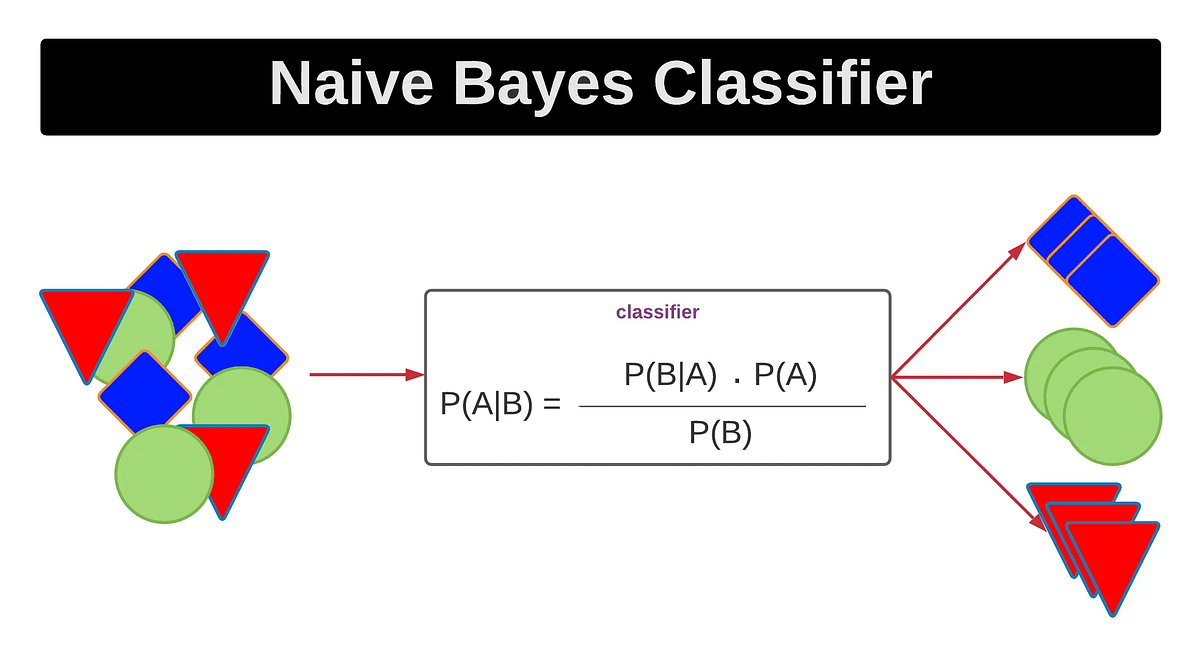 Naive Bayes Classifier
classifier
P(B|A) . P(A)
P(A|B) =
P(B)